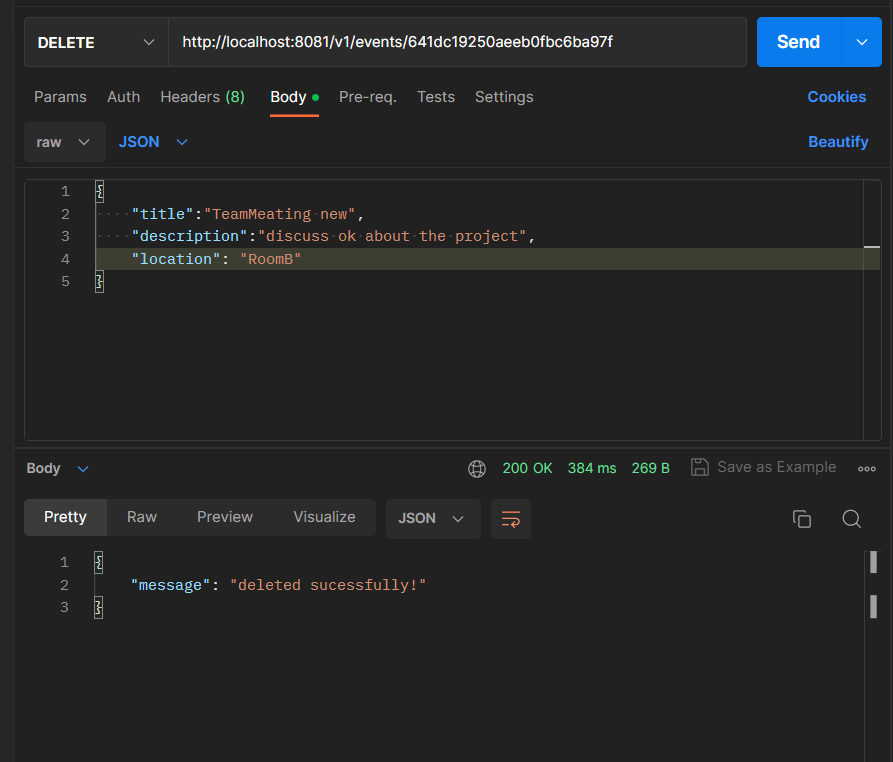 DELETE http://localhost:8081/v1/events/641dc19250aeeb0fbc6ba97f Send
Params Auth Headers (8) Body Pre-req. Tests Settings Cookies
raw JSON Beautify
1 {
2 "title":"TeamMeating new",
3 "description":"discuss ok about the project",
4 "location": "RoomB"
5 }
Body 200 OK 384 ms 269 B Save as Example
Pretty Raw Preview Visualize JSON
1 {
2 "message": "deleted sucessfully!"
3 }